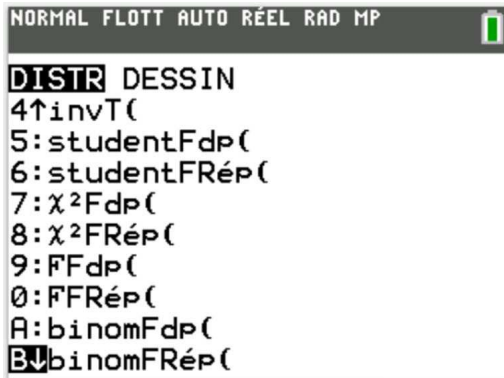 NORMAL FLOTT AUTO RÉEL RAD MP
DISTR DESSIN
4↑invT(
5:studentFdp(
6:studentFRép(
7:χ²Fdp(
8:χ²FRép(
9:FFdp(
0:FFRép(
A:binomFdp(
B↓binomFRép(